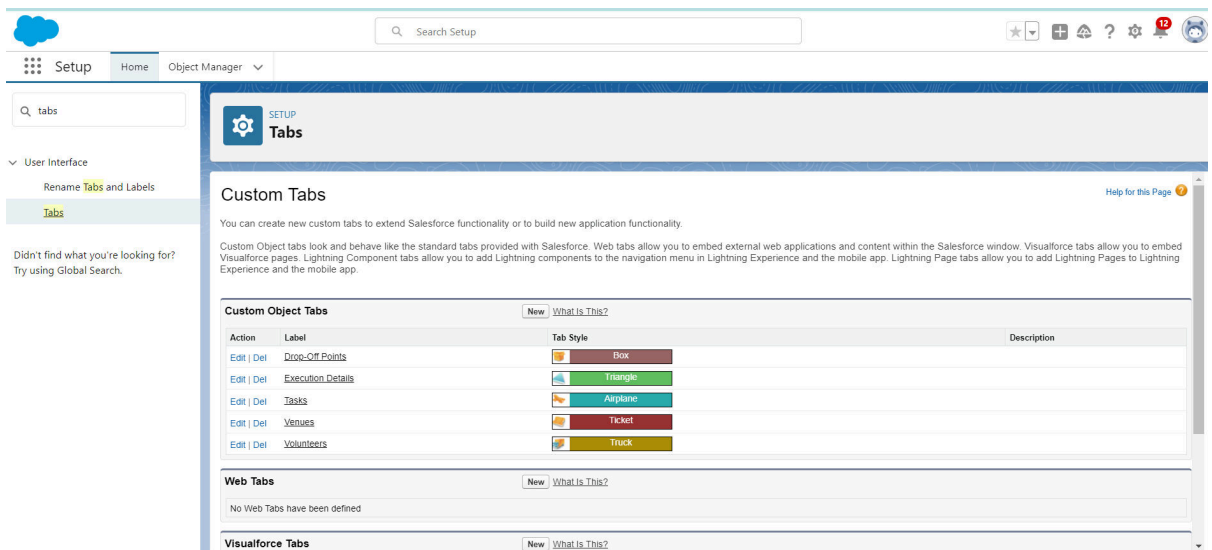 Search Setup
12
Setup
Home
Object Manager
tabs
User Interface
Rename Tabs and Labels
Tabs
Didn't find what you're looking for?
Try using Global Search.
SETUP
Tabs
Custom Tabs
Help for this Page
You can create new custom tabs to extend Salesforce functionality or to build new application functionality.
Custom Object tabs look and behave like the standard tabs provided with Salesforce. Web tabs allow you to embed external web applications and content within the Salesforce window. Visualforce tabs allow you to embed
Visualforce pages. Lightning Component tabs allow you to add Lightning components to the navigation menu in Lightning Experience and the mobile app. Lightning Page tabs allow you to add Lightning Pages to Lightning
Experience and the mobile app.
Custom Object Tabs New What Is This?
Action Label Tab Style Description
Edit | Del Drop-Off Points Box
Edit | Del Execution Details Triangle
Edit | Del Tasks Airplane
Edit | Del Venues Ticket
Edit | Del Volunteers Truck
Web Tabs New What Is This?
No Web Tabs have been defined
Visualforce Tabs New What Is This?